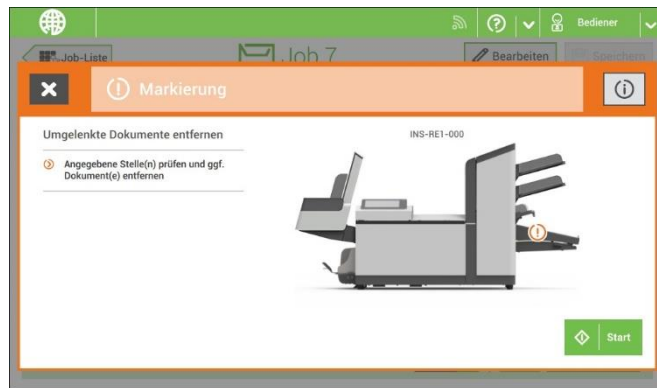 Bediener
Job-Liste
Job 7
Bearbeiten
Speichern
Markierung
Umgelenkte Dokumente entfernen
INS-RE1-000
Angegebene Stelle(n) prüfen und ggf.
Dokument(e) entfernen
Start